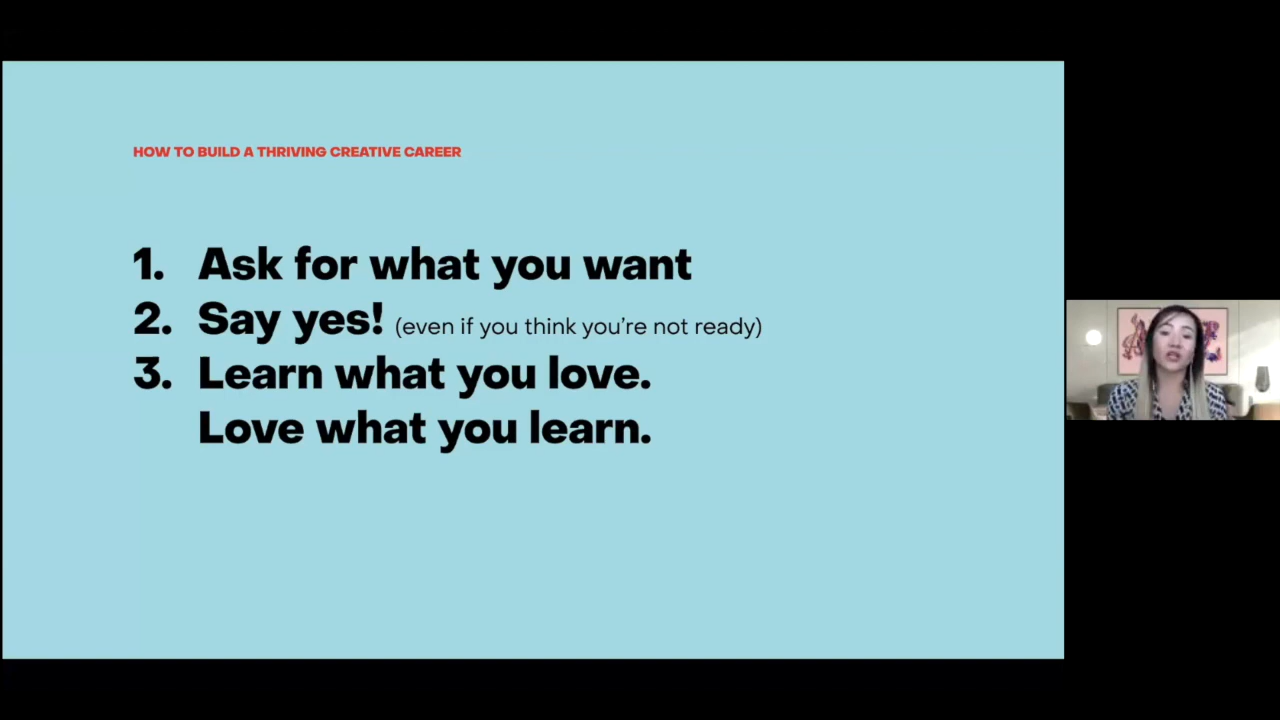 HOW TO BUILD A THRIVING CREATIVE CAREER
1. Ask for what you want
2. Say yes! (even if you think you’re not ready)
3. Learn what you love.
Love what you learn.